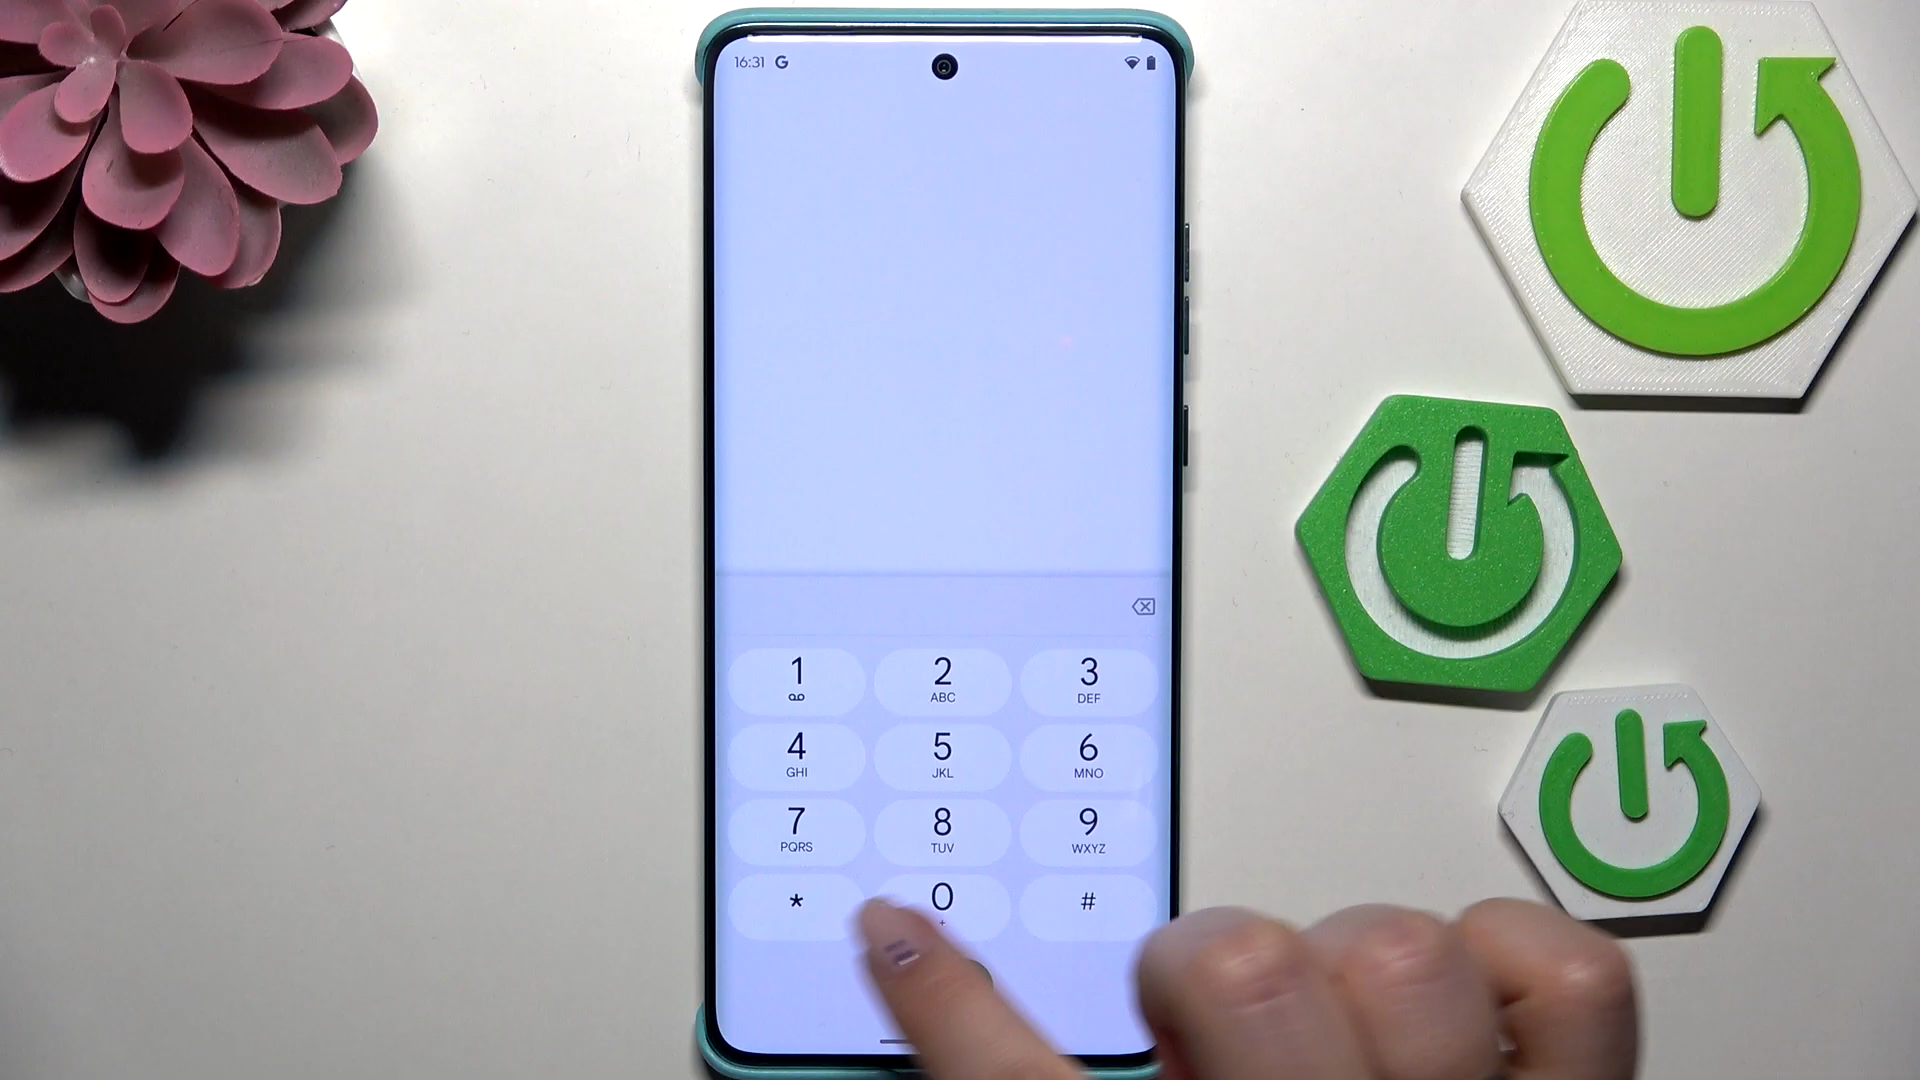 16:31 G
1
2 ABC
3 DEF
4 GHI
5 JKL
6 MNO
7 PQRS
8 TUV
9 WXYZ
*
0 +
#